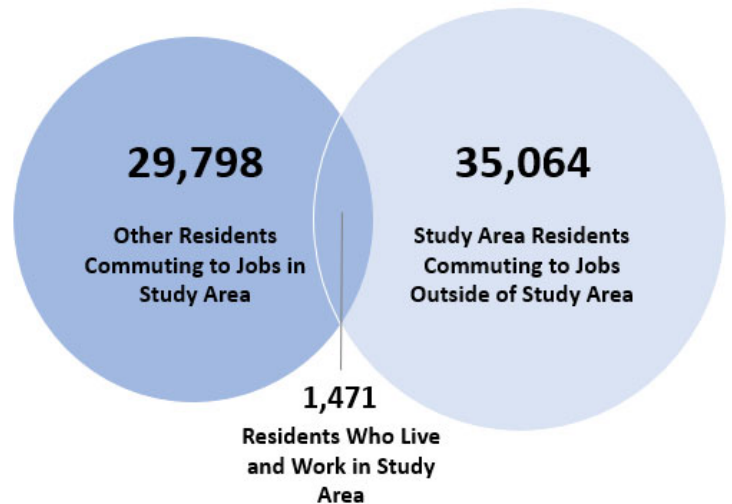 29,798
Other Residents
Commuting to Jobs in
Study Area
35,064
Study Area Residents
Commuting to Jobs
Outside of Study Area
1,471
Residents Who Live
and Work in Study
Area